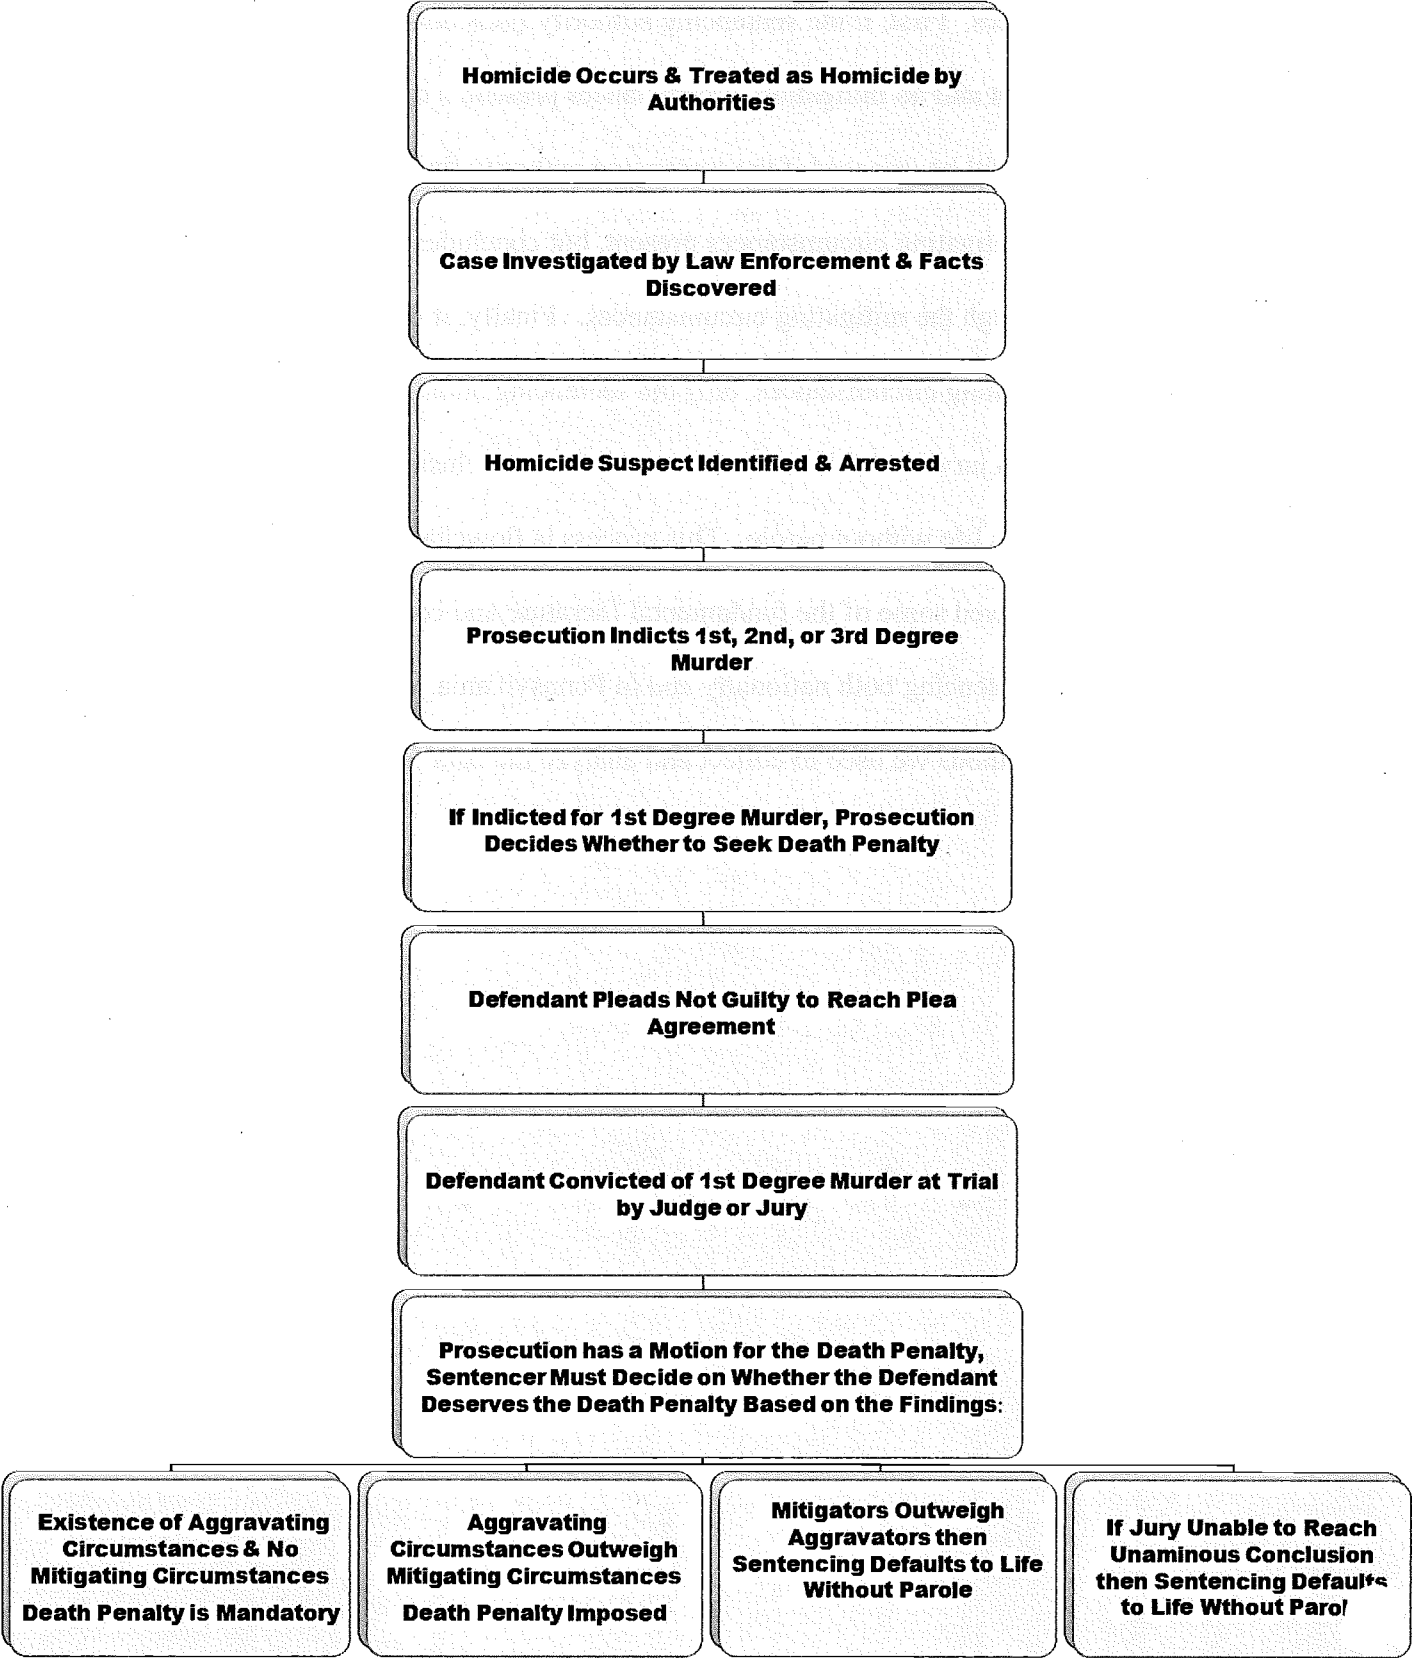 Homicide Occurs & Treated as Homicide by
Authorities
Case Investigated by Law Enforcement & Facts
Discovered
Homicide Suspect Identified & Arrested
Prosecution Indicts 1st, 2nd, or 3rd Degree
Murder
If Indicted for 1st Degree Murder, Prosecution
Decides Whether to Seek Death Penalty
Defendant Pleads Not Guilty to Reach Plea
Agreement
Defendant Convicted of 1st Degree Murder at Trial
by Judge or Jury
Prosecution has a Motion for the Death Penalty,
Sentencer Must Decide on Whether the Defendant
Deserves the Death Penalty Based on the Findings:
Existence of Aggravating
Circumstances & No
Mitigating Circumstances
Death Penalty is Mandatory
Aggravating
Circumstances Outweigh
Mitigating Circumstances
Death Penalty Imposed
Mitigators Outweigh
Aggravators then
Sentencing Defaults to Life
Without Parole
If Jury Unable to Reach
Unaminous Conclusion
then Sentencing Defaults
to Life Wthout Parol